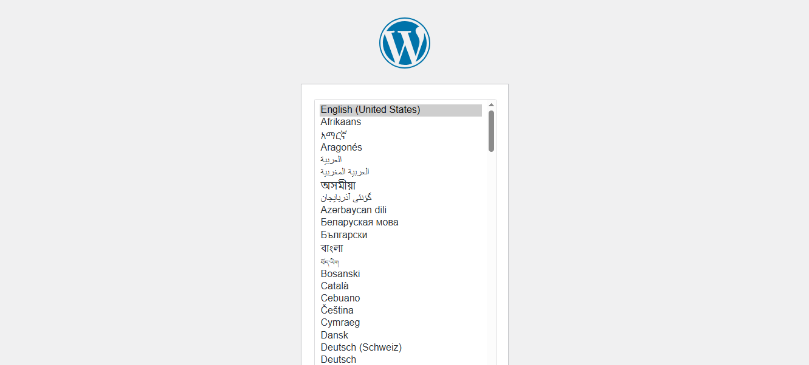 English (United States)
Afrikaans
አማርኛ
Aragonés
العربية
العربية المغربية
অসমীয়া
گؤنئی آذربایجان
Azərbaycan dili
Беларуская мова
Български
বাংলা
བོད་ཡིག
Bosanski
Català
Cebuano
Čeština
Cymraeg
Dansk
Deutsch (Schweiz)
Deutsch